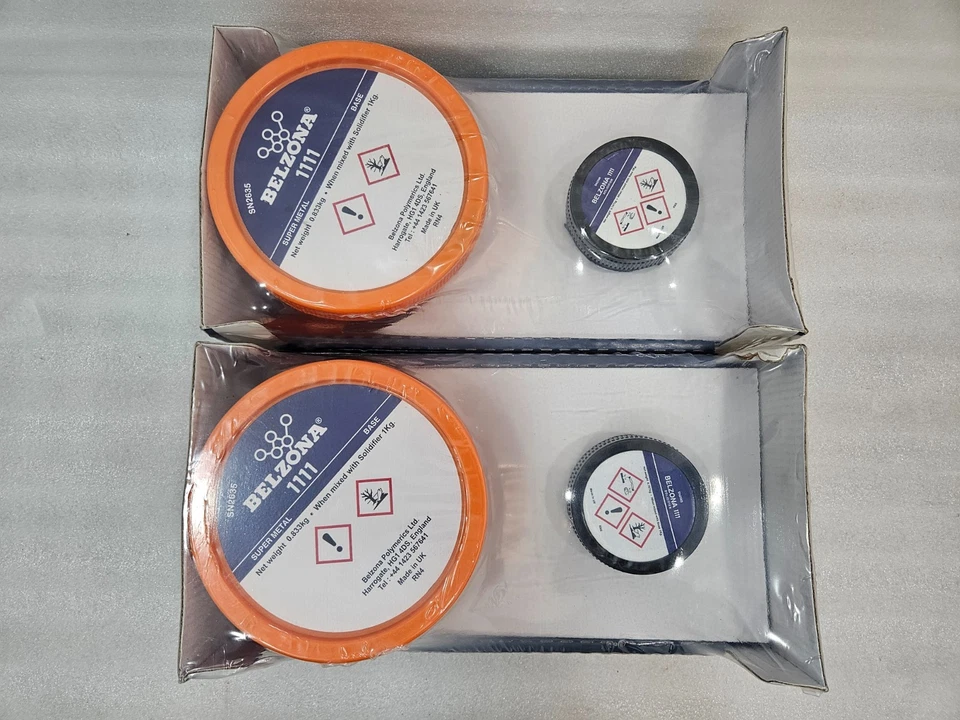 SN2635
BELZONA®
1111
SUPER METAL
BASE
Net weight 0.833kg • When mixed with Solidifier 1Kg.
Belzona Polymerics Ltd.
Harrogate, HG1 4DS, England
Tel : +44 1423 567641
Made in UK
RN4
BELZONA 1111
SN2635
BELZONA®
1111
SUPER METAL
BASE
Net weight 0.833kg • When mixed with Solidifier 1Kg.
Belzona Polymerics Ltd.
Harrogate, HG1 4DS, England
Tel : +44 1423 567641
Made in UK
RN4
BELZONA 1111